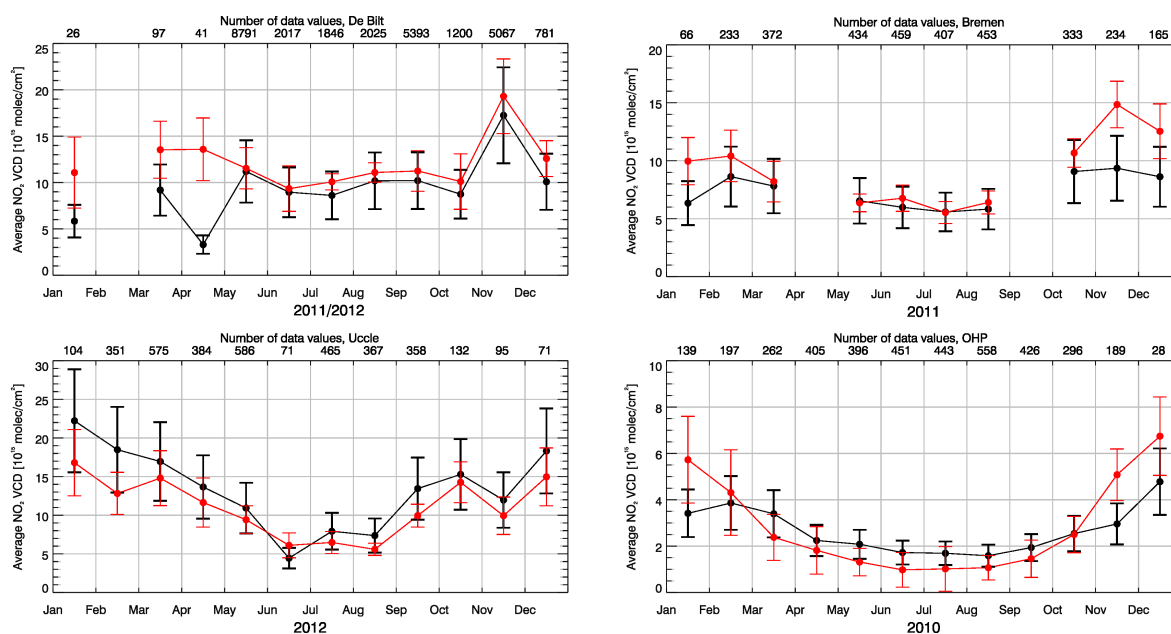 Number of data values, De Bilt
26 97 41 8791 2017 1846 2025 5393 1200 5067 781
Average NO₂ VCD [10¹⁵ molec/cm²]
25
20
15
10
5
0
Jan Feb Mar Apr May Jun Jul Aug Sep Oct Nov Dec
2011/2012
Number of data values, Bremen
66 233 372 434 459 407 453 333 234 165
Average NO₂ VCD [10¹⁵ molec/cm²]
20
15
10
5
0
Jan Feb Mar Apr May Jun Jul Aug Sep Oct Nov Dec
2011
Number of data values, Uccle
104 351 575 384 586 71 465 367 358 132 95 71
Average NO₂ VCD [10¹⁵ molec/cm²]
30
25
20
15
10
5
0
Jan Feb Mar Apr May Jun Jul Aug Sep Oct Nov Dec
2012
Number of data values, OHP
139 197 262 405 396 451 443 558 426 296 189 28
Average NO₂ VCD [10¹⁵ molec/cm²]
10
8
6
4
2
0
Jan Feb Mar Apr May Jun Jul Aug Sep Oct Nov Dec
2010